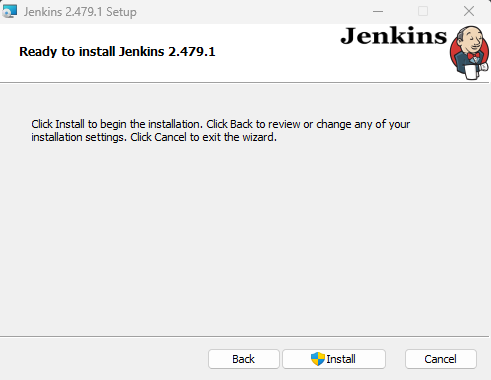 Jenkins 2.479.1 Setup
Jenkins
Ready to install Jenkins 2.479.1
Click Install to begin the installation. Click Back to review or change any of your
installation settings. Click Cancel to exit the wizard.
Back
Install
Cancel